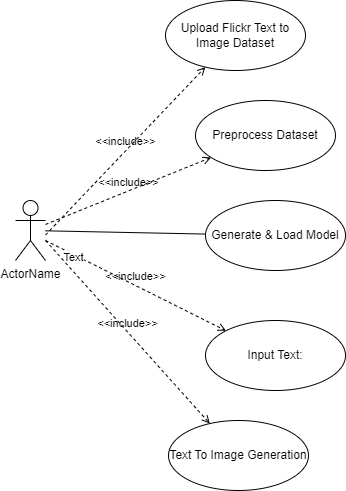 Upload Flickr Text to
Image Dataset
<<include>>
Preprocess Dataset
<<include>>
Generate & Load Model
Text
ActorName
<<include>>
<<include>>
Input Text:
Text To Image Generation